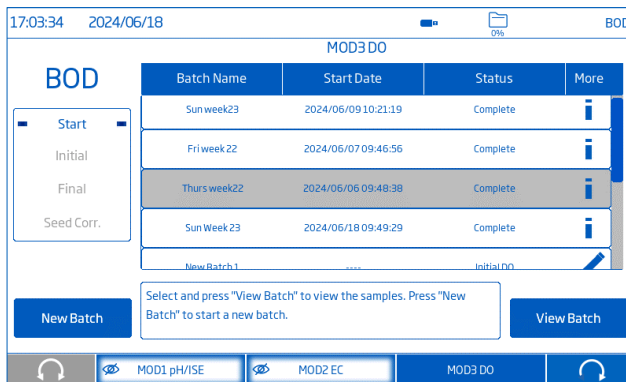 17:03:34 2024/06/18
0%
BOD
MOD3 DO
BOD
Start
Initial
Final
Seed Corr.
Batch Name Start Date Status More
Sun week23 2024/06/09 10:21:19 Complete
Fri week 22 2024/06/07 09:46:56 Complete
Thurs week22 2024/06/06 09:48:38 Complete
Sun Week 23 2024/06/18 09:49:29 Complete
New Batch 1 ---- Initial DO
New Batch
Select and press "View Batch" to view the samples. Press "New
Batch" to start a new batch.
View Batch
MOD1 pH/ISE MOD2 EC MOD3 DO